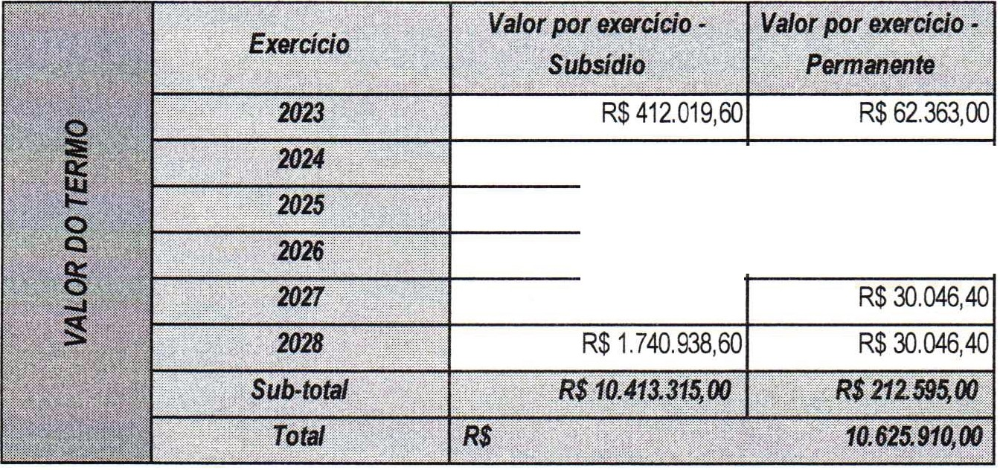 VALOR DO TERMO
Exercício
Valor por exercício -
Subsídio
Valor por exercício -
Permanente
2023
R$ 412.019,60
R$ 62.363,00
2024
2025
2026
2027
R$ 30.046,40
2028
R$ 1.740.938,60
R$ 30.046,40
Sub-total
R$ 10.413.315,00
R$ 212.595,00
Total
R$ 10.625.910,00